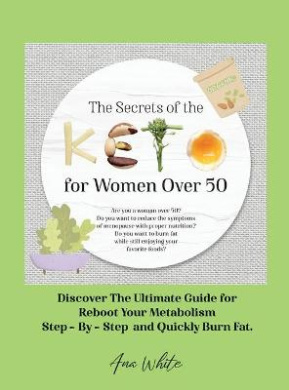 The Secrets of the
KETO
for Women Over 50
Are you a woman over 50?
Do you want to reduce the symptoms
of menopause with proper nutrition?
Do you want to burn fat
while still enjoying your
favorite foods?
Discover The Ultimate Guide for
Reboot Your Metabolism
Step - By - Step and Quickly Burn Fat.
Ana White